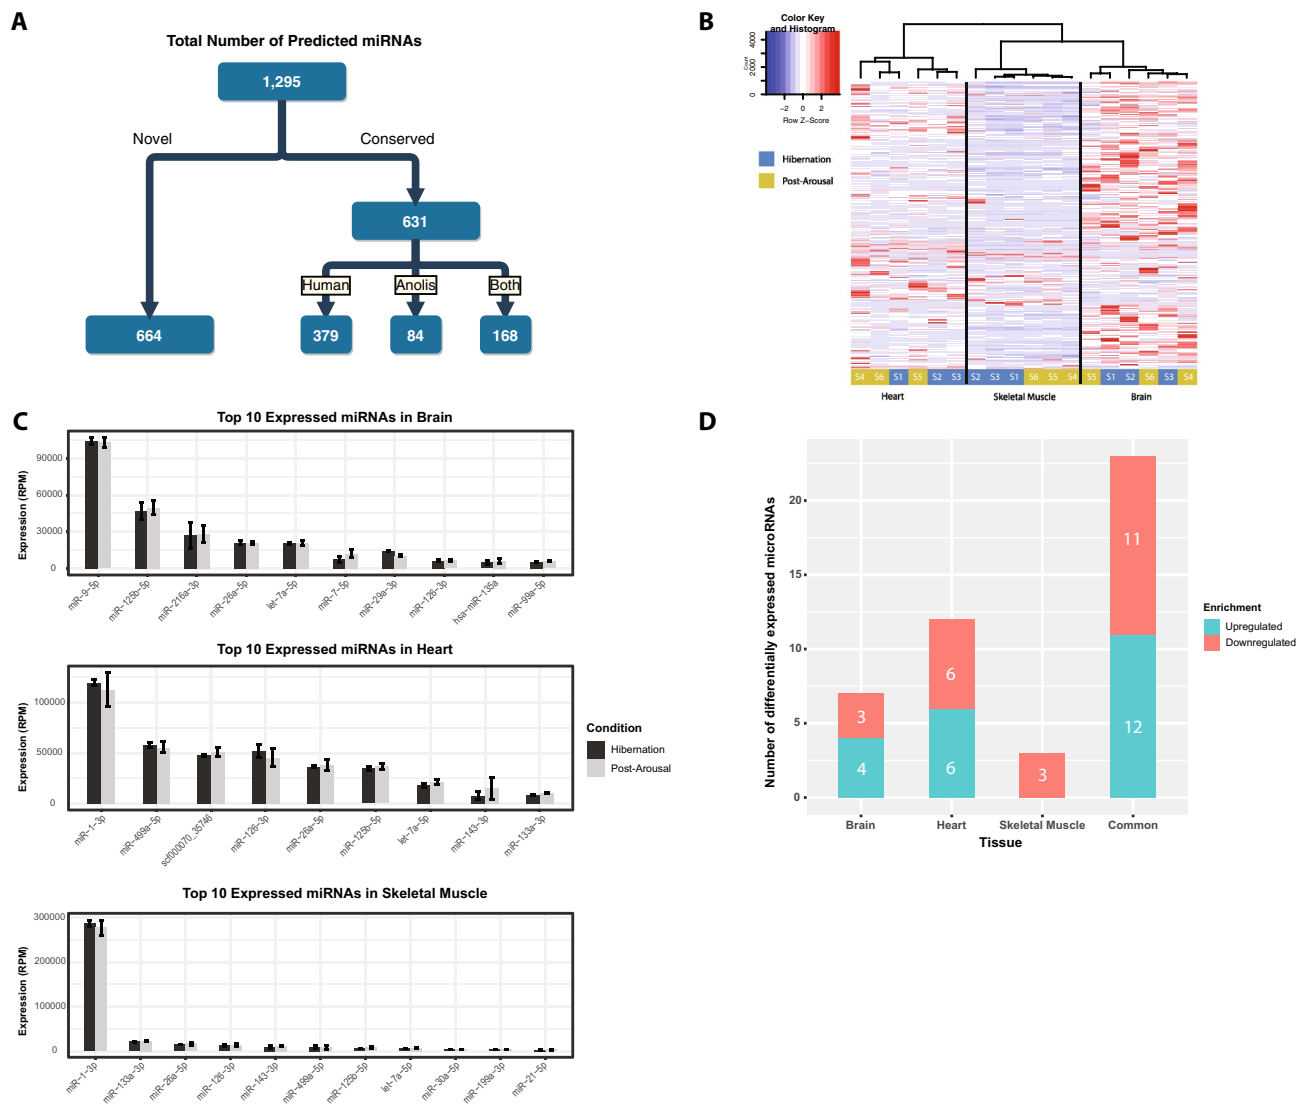 A
Total Number of Predicted miRNAs
1,295
Novel
Conserved
631
Human
Anolis
Both
664
379
84
168
B
Color Key
and Histogram
Count
0
2000
4000
−2
0
2
Row Z−Score
Hibernation
Post-Arousal
S4
S6
S1
S5
S2
S3
S2
S3
S1
S6
S5
S4
S5
S1
S2
S6
S3
S4
Heart
Skeletal Muscle
Brain
C
Top 10 Expressed miRNAs in Brain
Expression (RPM)
90000
60000
30000
0
miR−9−5p
miR−125b−5p
miR−216a−3p
miR−26a−5p
let−7a−5p
miR−7−5p
miR−29a−3p
miR−126−3p
hsa−miR−135a
miR−99a−5p
Top 10 Expressed miRNAs in Heart
Expression (RPM)
100000
50000
0
miR−1−3p
miR−499a−5p
scf000070_35746
miR−126−3p
miR−26a−5p
miR−125b−5p
let−7a−5p
miR−143−3p
miR−133a−3p
Condition
Hibernation
Post−Arousal
Top 10 Expressed miRNAs in Skeletal Muscle
Expression (RPM)
300000
200000
100000
0
miR−1−3p
miR−133a−3p
miR−26a−5p
miR−126−3p
miR−143−3p
miR−499a−5p
miR−125b−5p
let−7a−5p
miR−30a−5p
miR−199a−3p
miR−21−5p
D
Number of differentially expressed microRNAs
20
15
10
5
0
3
4
6
6
3
11
12
Brain
Heart
Skeletal Muscle
Common
Tissue
Enrichment
Upregulated
Downregulated